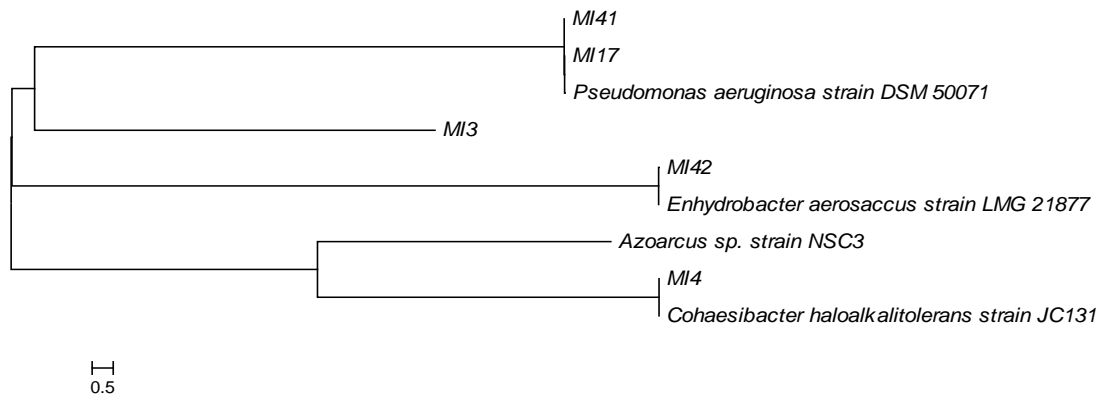 MI41
MI17
Pseudomonas aeruginosa strain DSM 50071
MI3
MI42
Enhydrobacter aerosaccus strain LMG 21877
Azoarcus sp. strain NSC3
MI4
Cohaesibacter haloalkalitolerans strain JC131
0.5